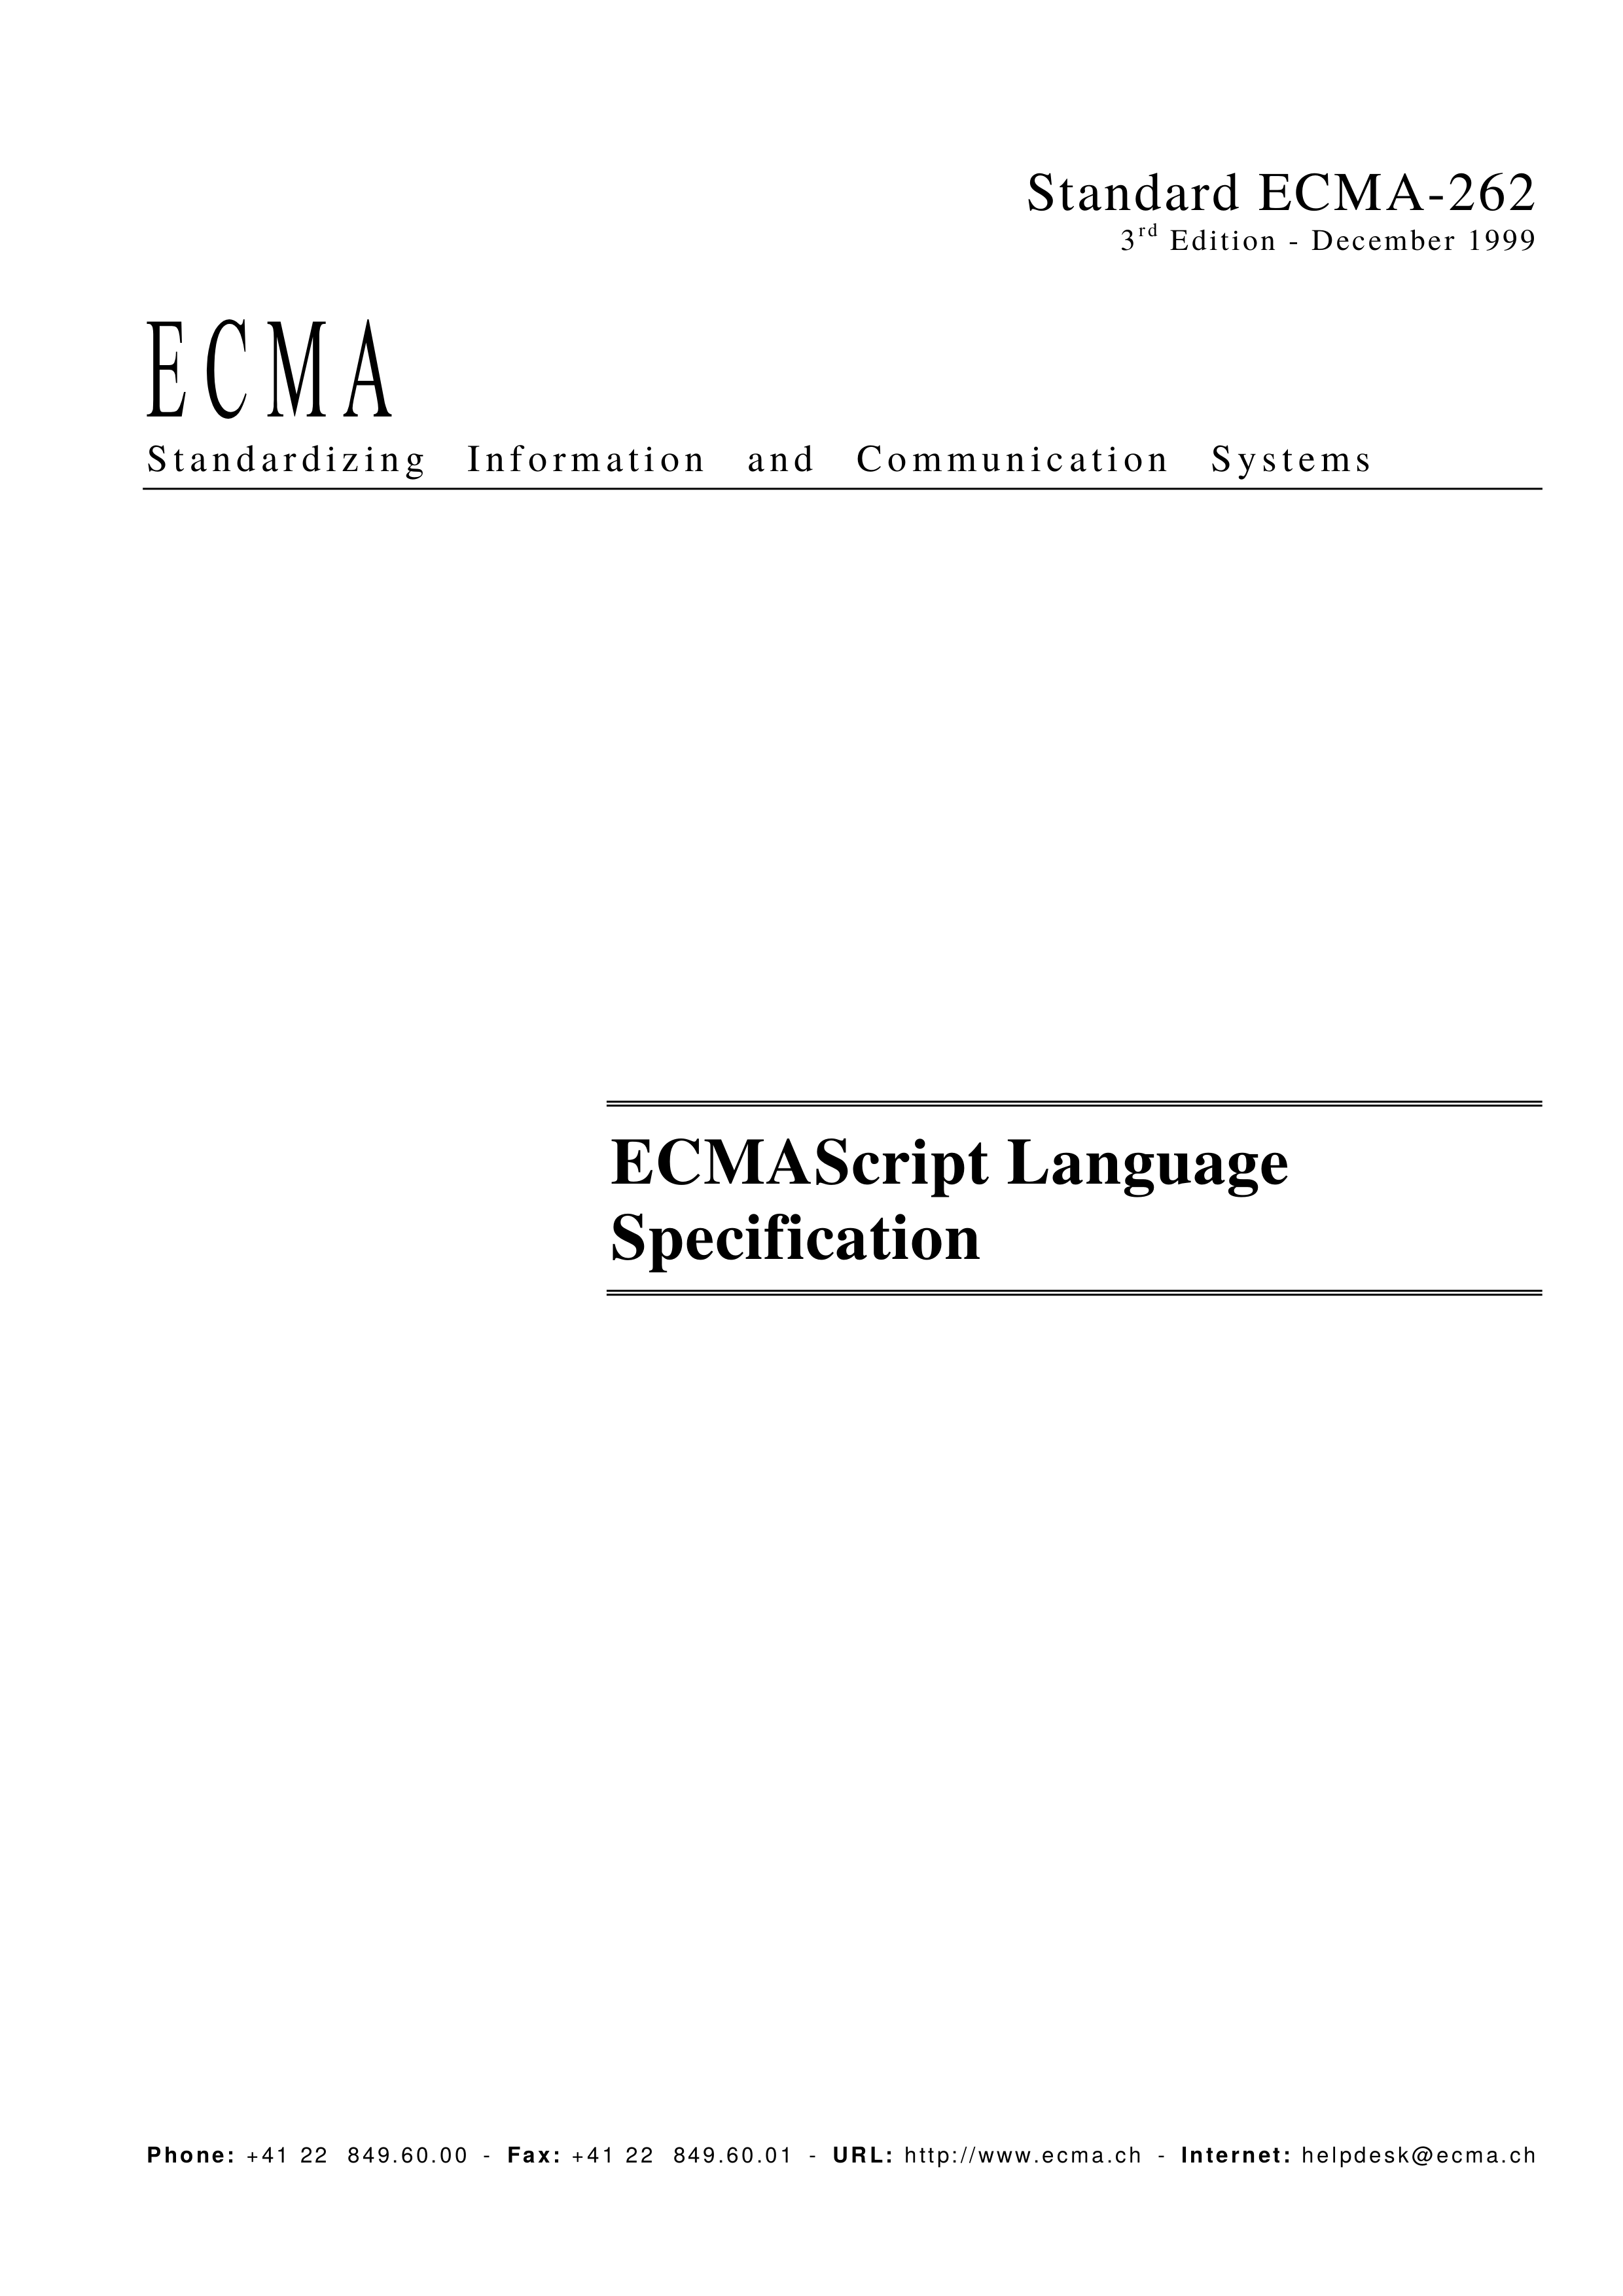 Standard ECMA-262
3rd Edition - December 1999
ECMA
Standardizing Information and Communication Systems
ECMAScript Language
Specification
Phone: +41 22 849.60.00 - Fax: +41 22 849.60.01 - URL: http://www.ecma.ch - Internet: helpdesk@ecma.ch